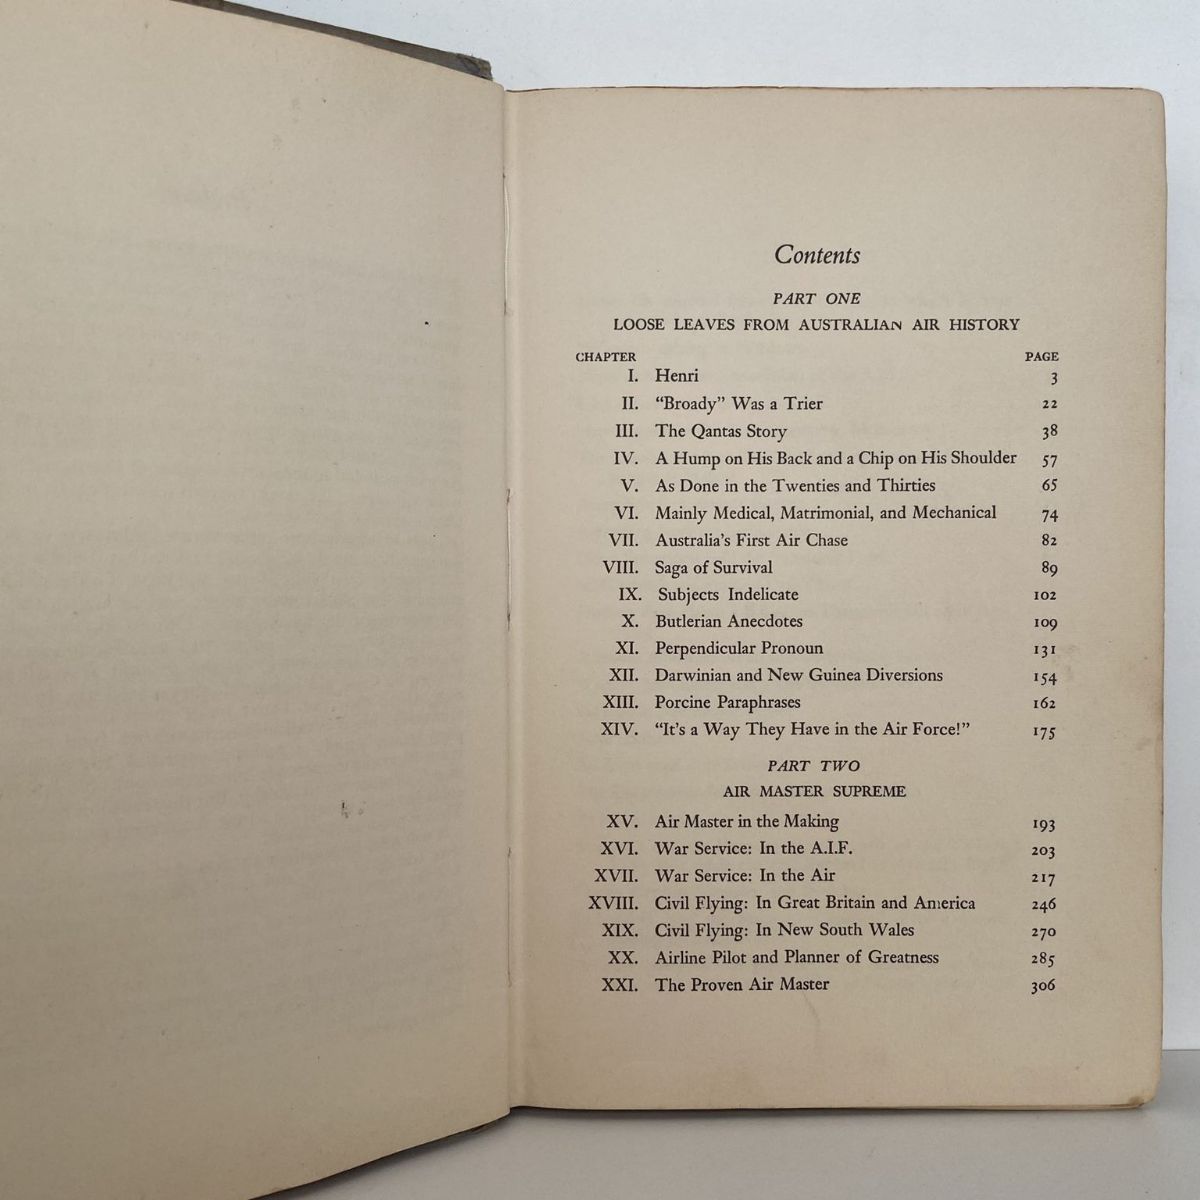 Contents
PART ONE
LOOSE LEAVES FROM AUSTRALIAN AIR HISTORY
CHAPTER PAGE
I. Henri 3
II. “Broady” Was a Trier 22
III. The Qantas Story 38
IV. A Hump on His Back and a Chip on His Shoulder 57
V. As Done in the Twenties and Thirties 65
VI. Mainly Medical, Matrimonial, and Mechanical 74
VII. Australia’s First Air Chase 82
VIII. Saga of Survival 89
IX. Subjects Indelicate 102
X. Butlerian Anecdotes 109
XI. Perpendicular Pronoun 131
XII. Darwinian and New Guinea Diversions 154
XIII. Porcine Paraphrases 162
XIV. “It’s a Way They Have in the Air Force!” 175
PART TWO
AIR MASTER SUPREME
XV. Air Master in the Making 193
XVI. War Service: In the A.I.F. 203
XVII. War Service: In the Air 217
XVIII. Civil Flying: In Great Britain and America 246
XIX. Civil Flying: In New South Wales 270
XX. Airline Pilot and Planner of Greatness 285
XXI. The Proven Air Master 306